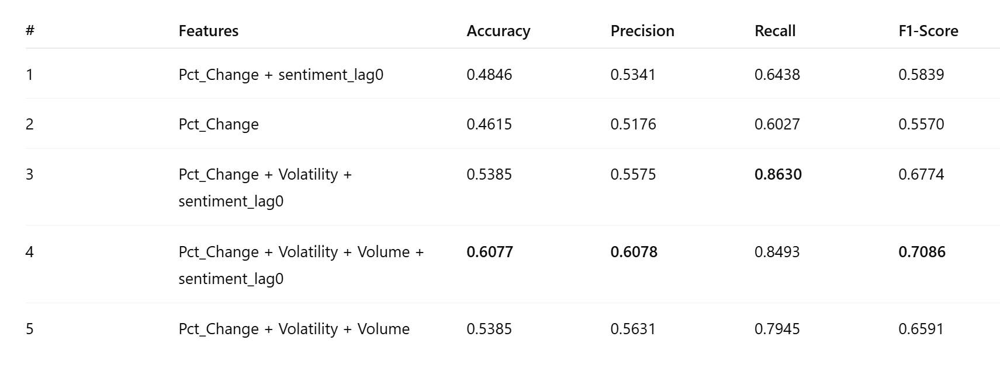 # Features Accuracy Precision Recall F1-Score
1 Pct_Change + sentiment_lag0 0.4846 0.5341 0.6438 0.5839
2 Pct_Change 0.4615 0.5176 0.6027 0.5570
3 Pct_Change + Volatility + 0.5385 0.5575 0.8630 0.6774
sentiment_lag0
4 Pct_Change + Volatility + Volume + 0.6077 0.6078 0.8493 0.7086
sentiment_lag0
5 Pct_Change + Volatility + Volume 0.5385 0.5631 0.7945 0.6591